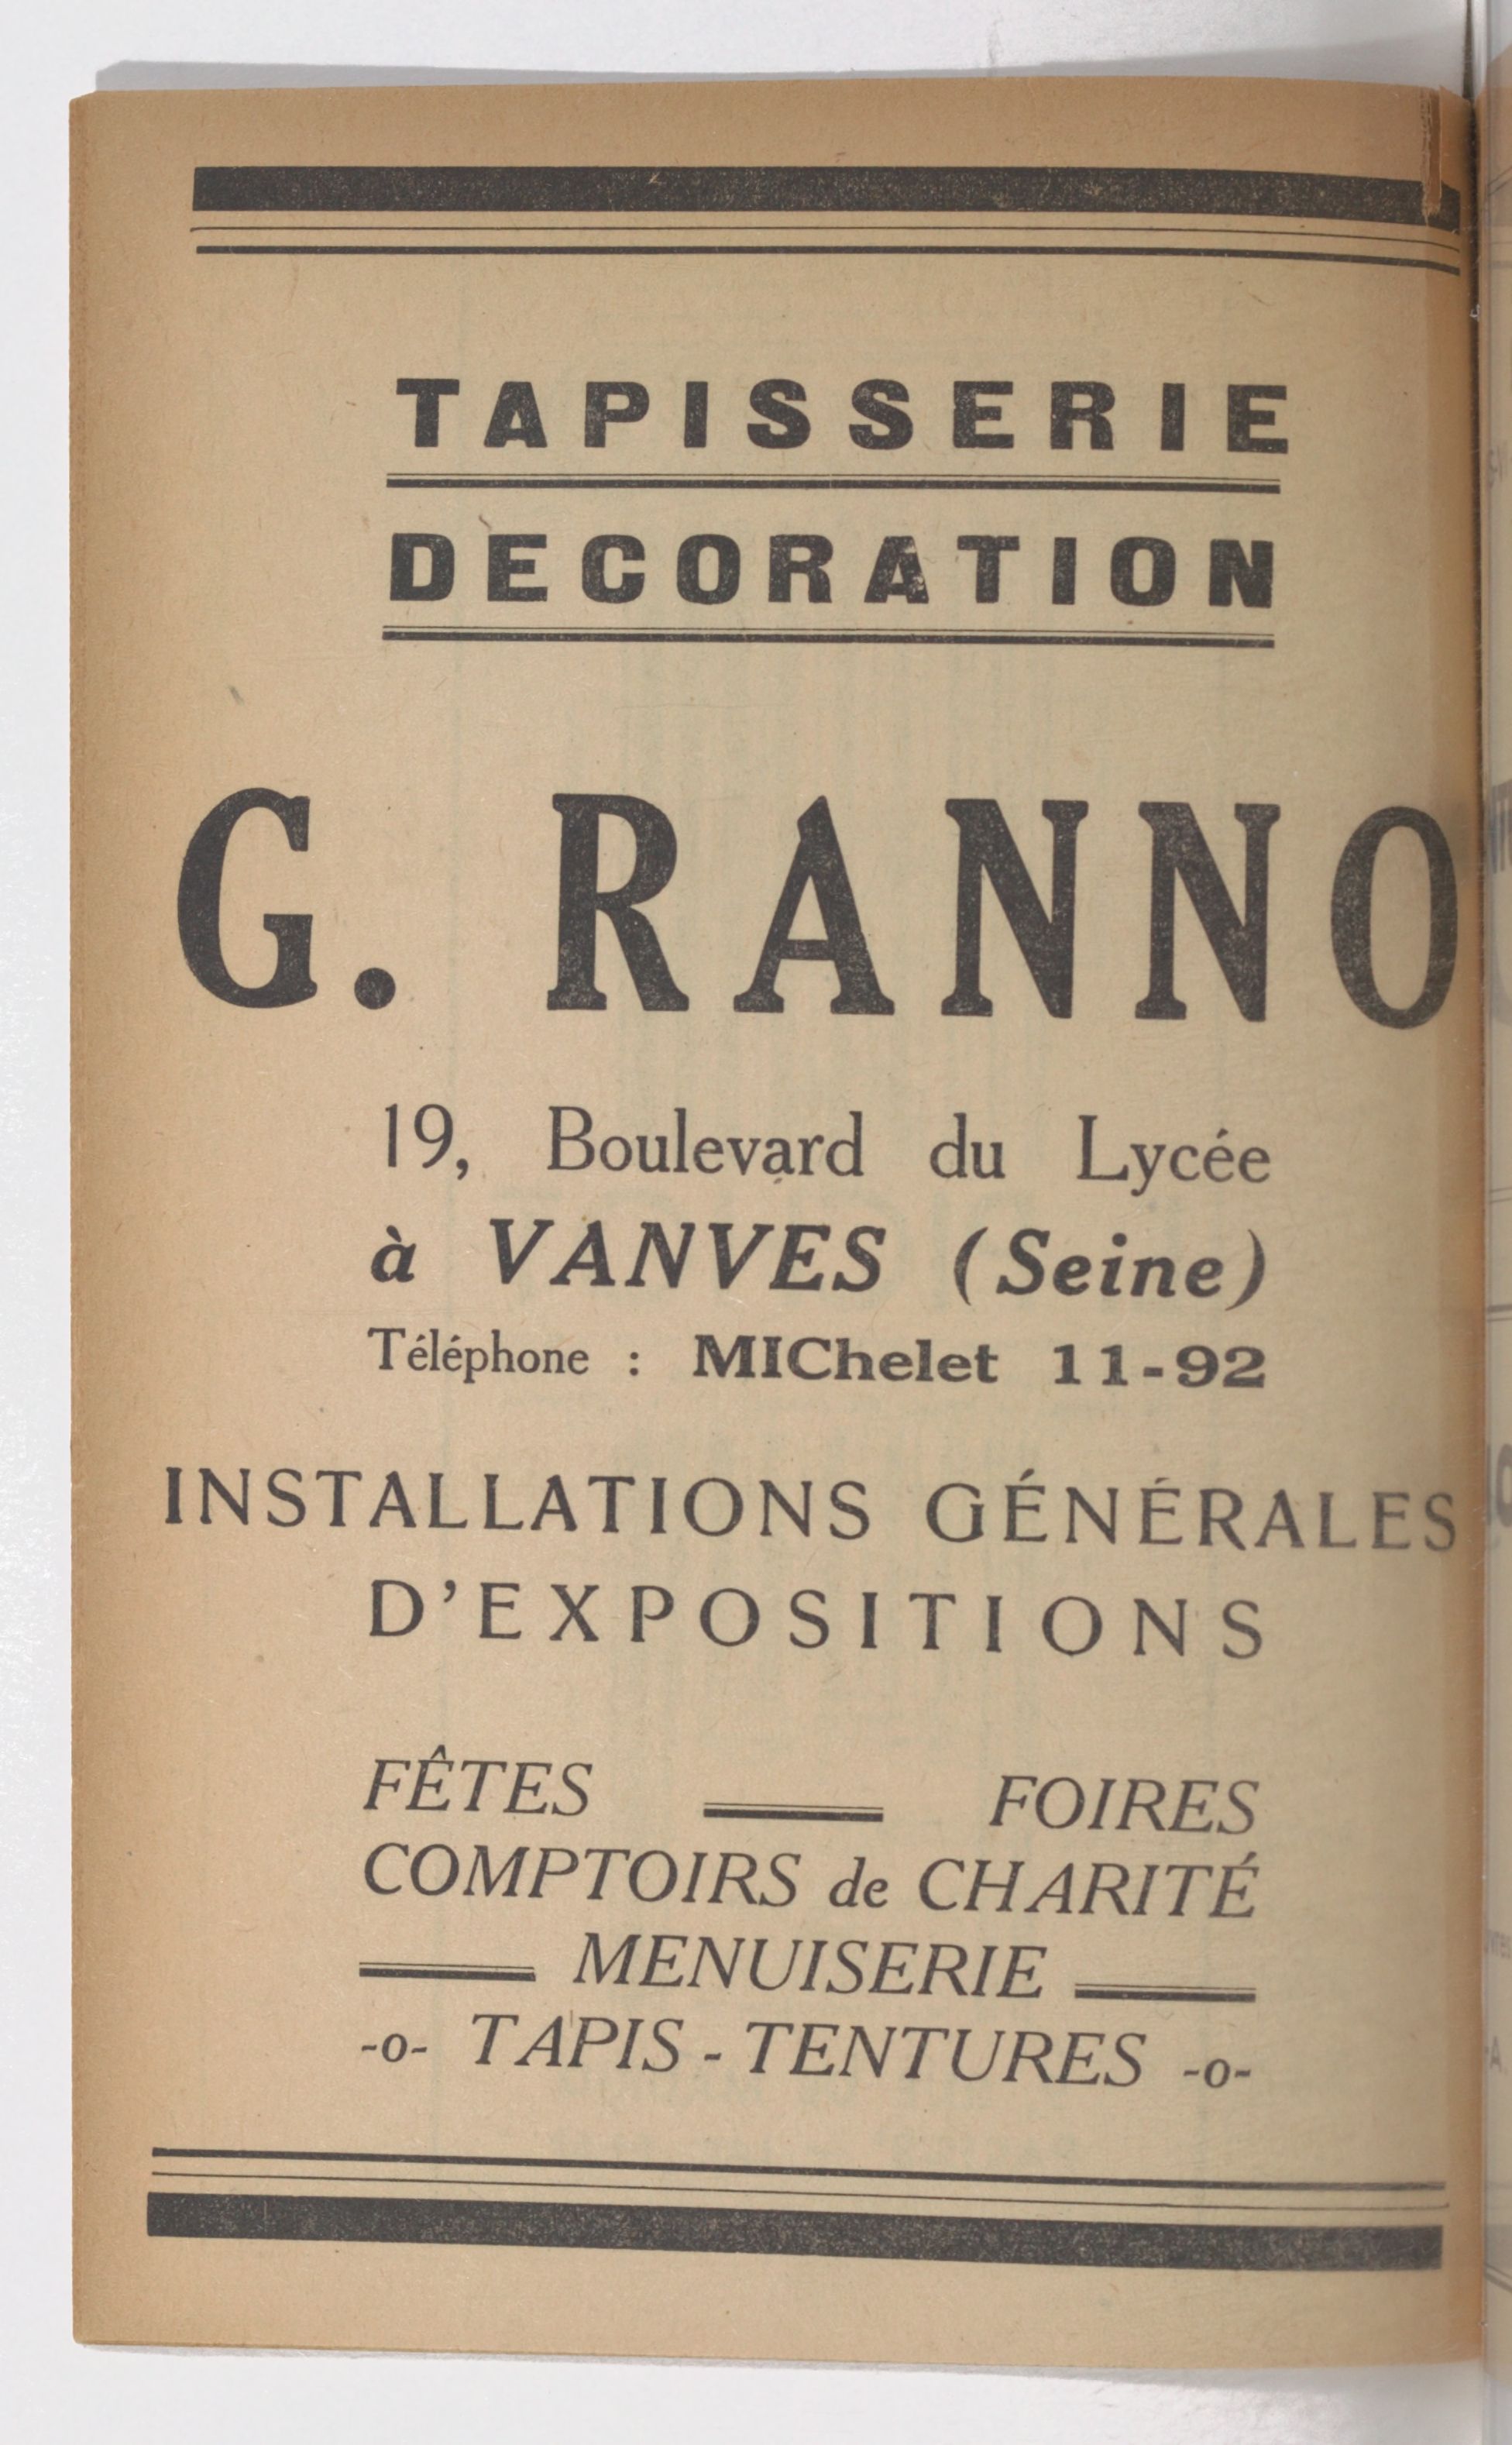 TAPISSERIE
DECORATION
G. RANNO
19, Boulevard du Lycée
à VANVES (Seine)
Téléphone : MIChelet 11-92
INSTALLATIONS GÉNÉRALES
D'EXPOSITIONS
FÊTES FOIRES
COMPTOIRS de CHARITÉ
MENUISERIE
-o- TAPIS - TENTURES -o-